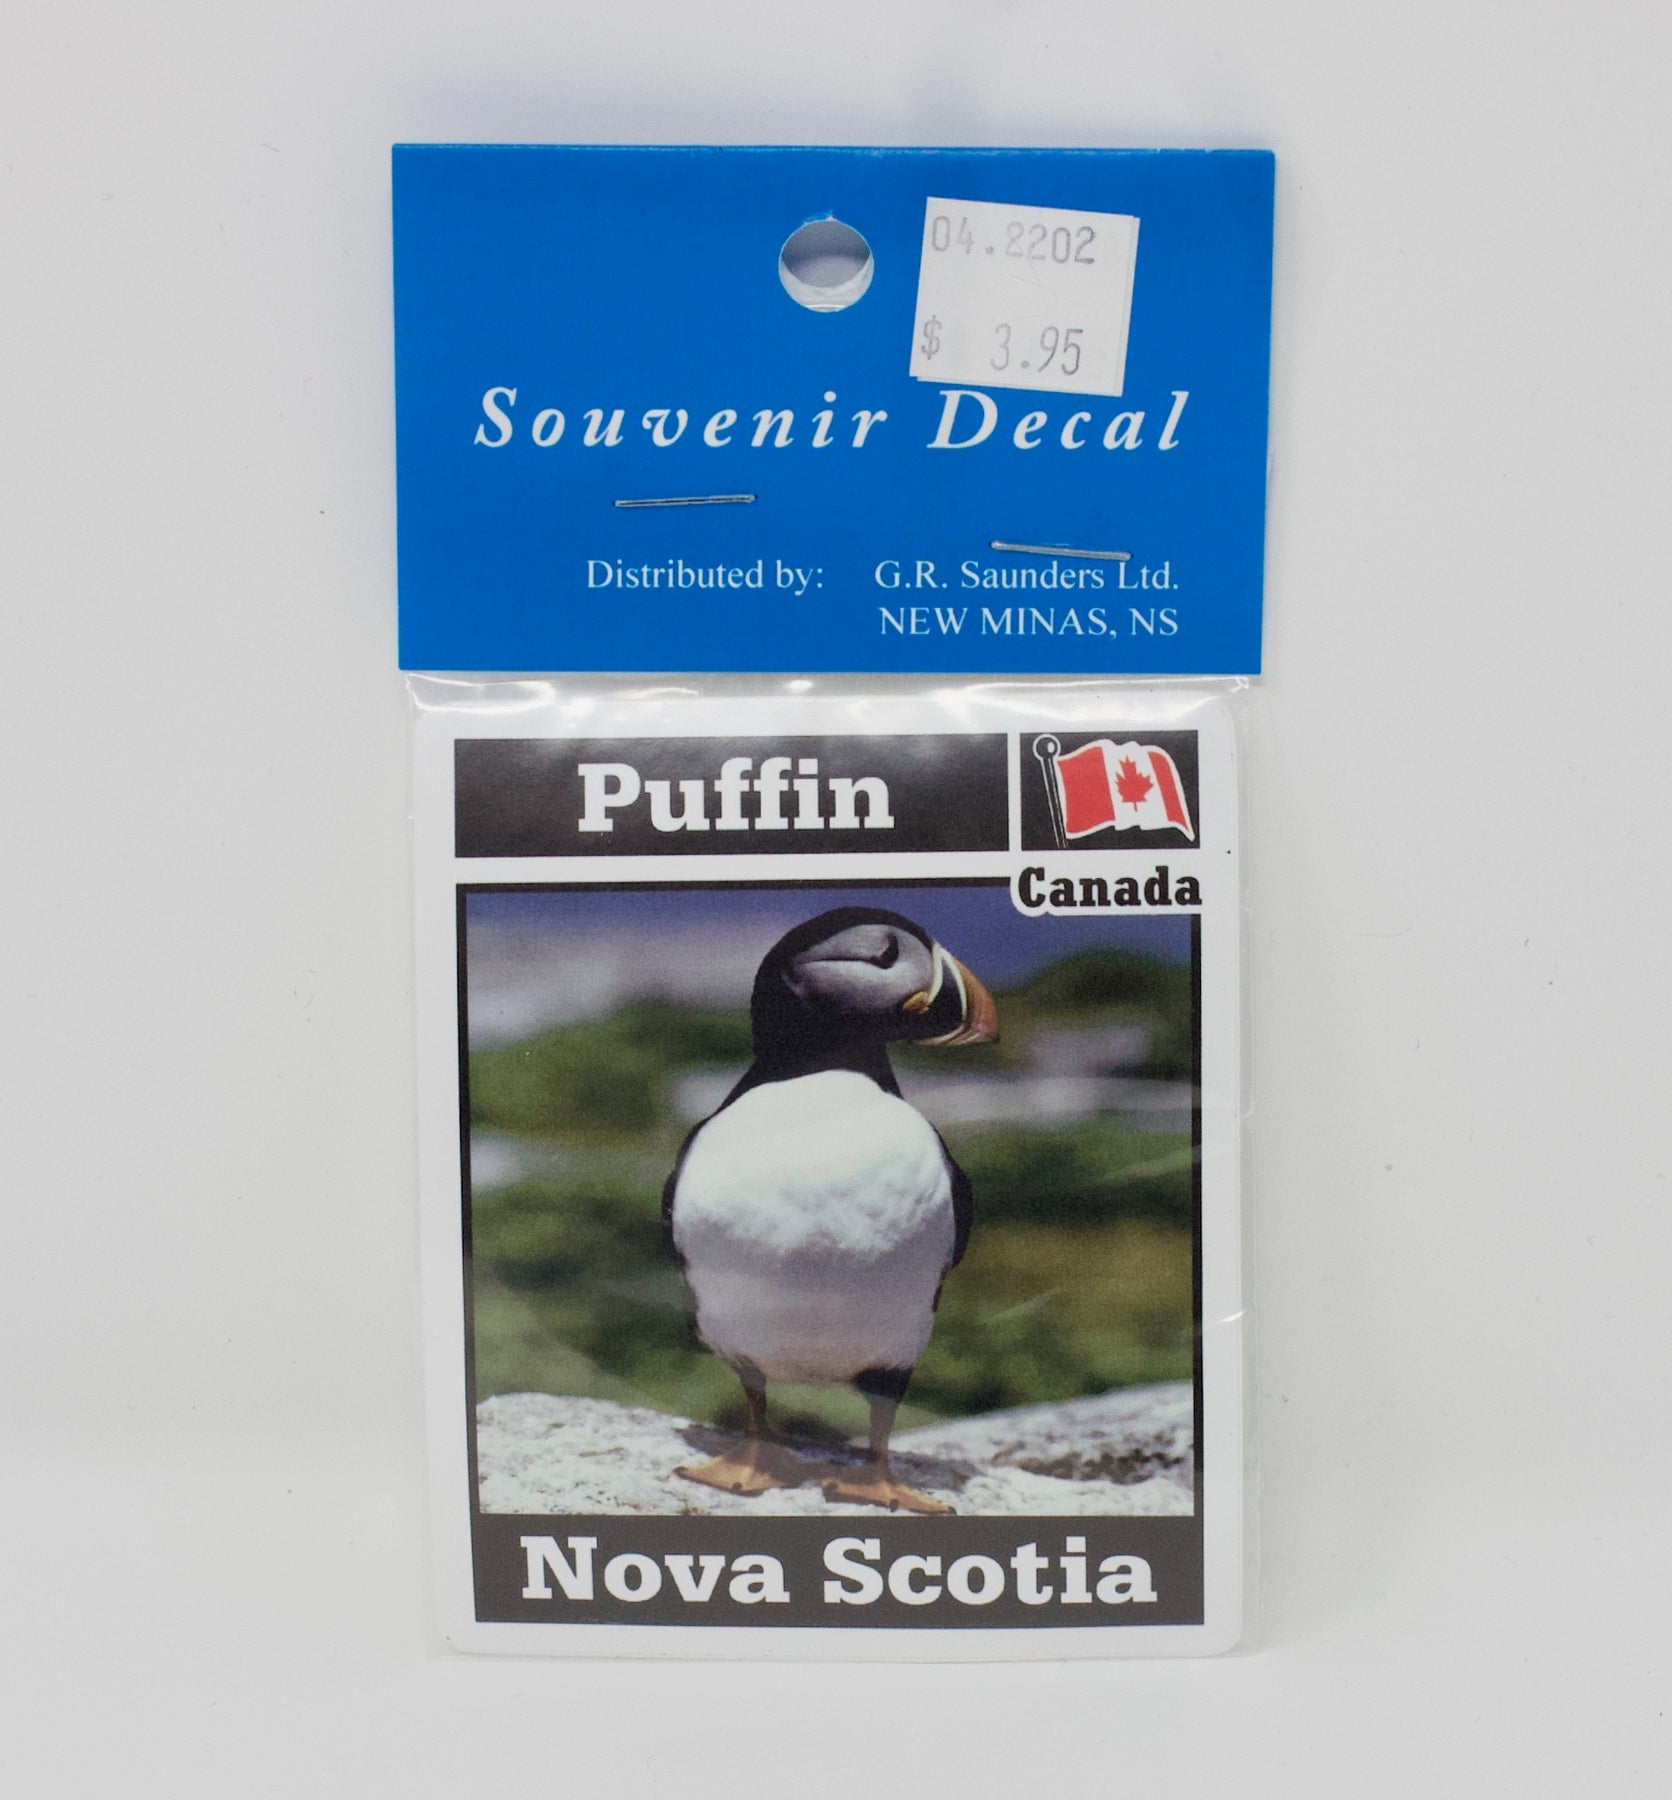 04.2202
$ 3.95
Souvenir Decal
Distributed by: G.R. Saunders Ltd.
NEW MINAS, NS
Puffin
Canada
Nova Scotia